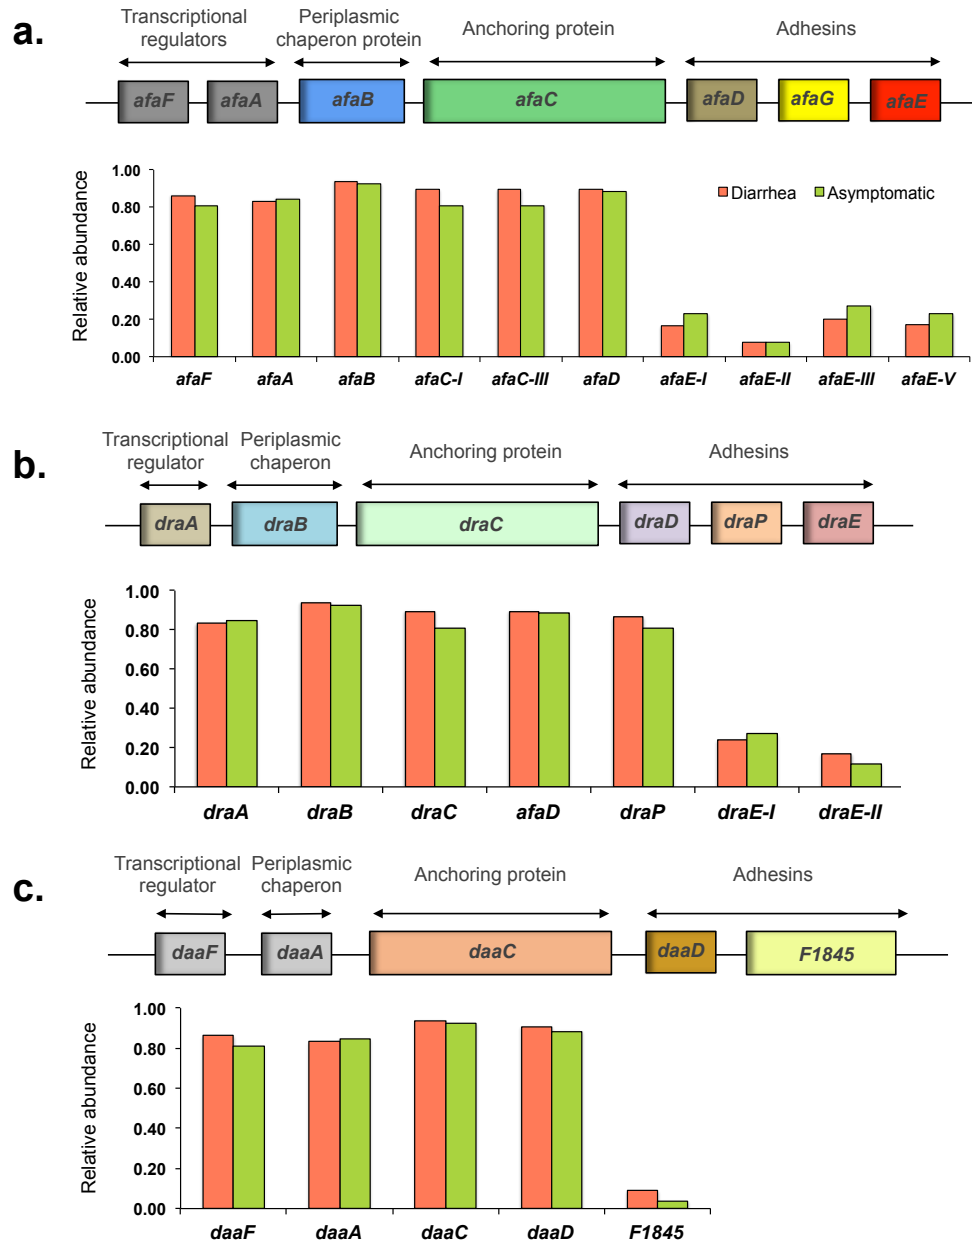 a.
Transcriptional
regulators
Periplasmic
chaperon protein
Anchoring protein
Adhesins
afaF
afaA
afaB
afaC
afaD
afaG
afaE
Relative abundance
1.00
0.80
0.60
0.40
0.20
0.00
Diarrhea
Asymptomatic
afaF
afaA
afaB
afaC-I
afaC-III
afaD
afaE-I
afaE-II
afaE-III
afaE-V
b.
Transcriptional
regulator
Periplasmic
chaperon
Anchoring protein
Adhesins
draA
draB
draC
draD
draP
draE
Relative abundance
1.00
0.80
0.60
0.40
0.20
0.00
draA
draB
draC
afaD
draP
draE-I
draE-II
c.
Transcriptional
regulator
Periplasmic
chaperon
Anchoring protein
Adhesins
daaF
daaA
daaC
daaD
F1845
Relative abundance
1.00
0.80
0.60
0.40
0.20
0.00
daaF
daaA
daaC
daaD
F1845